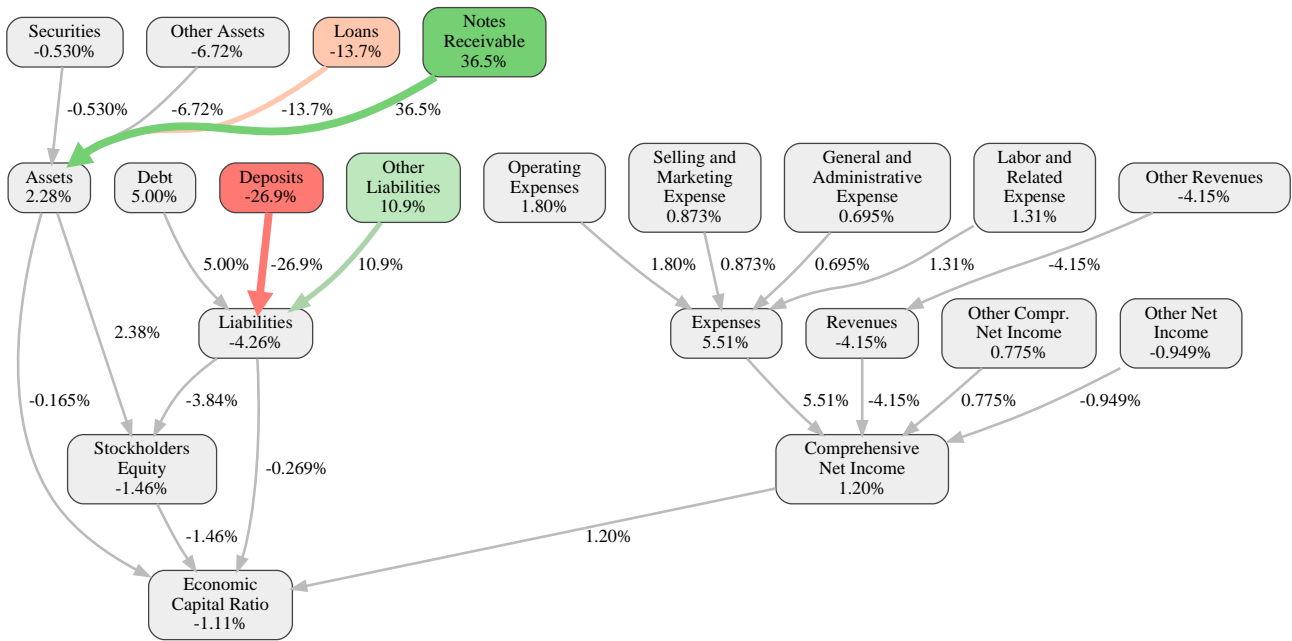 Securities
-0.530%
Other Assets
-6.72%
Loans
-13.7%
Notes
Receivable
36.5%
-0.530%
-6.72%
-13.7%
36.5%
Assets
2.28%
Debt
5.00%
Deposits
-26.9%
Other
Liabilities
10.9%
Operating
Expenses
1.80%
Selling and
Marketing
Expense
0.873%
General and
Administrative
Expense
0.695%
Labor and
Related
Expense
1.31%
Other Revenues
-4.15%
5.00%
-26.9%
10.9%
1.80%
0.873%
0.695%
1.31%
-4.15%
Liabilities
-4.26%
Expenses
5.51%
Revenues
-4.15%
Other Compr.
Net Income
0.775%
Other Net
Income
-0.949%
2.38%
-0.165%
-3.84%
5.51%
-4.15%
0.775%
-0.949%
Stockholders
Equity
-1.46%
-0.269%
Comprehensive
Net Income
1.20%
-1.46%
1.20%
Economic
Capital Ratio
-1.11%